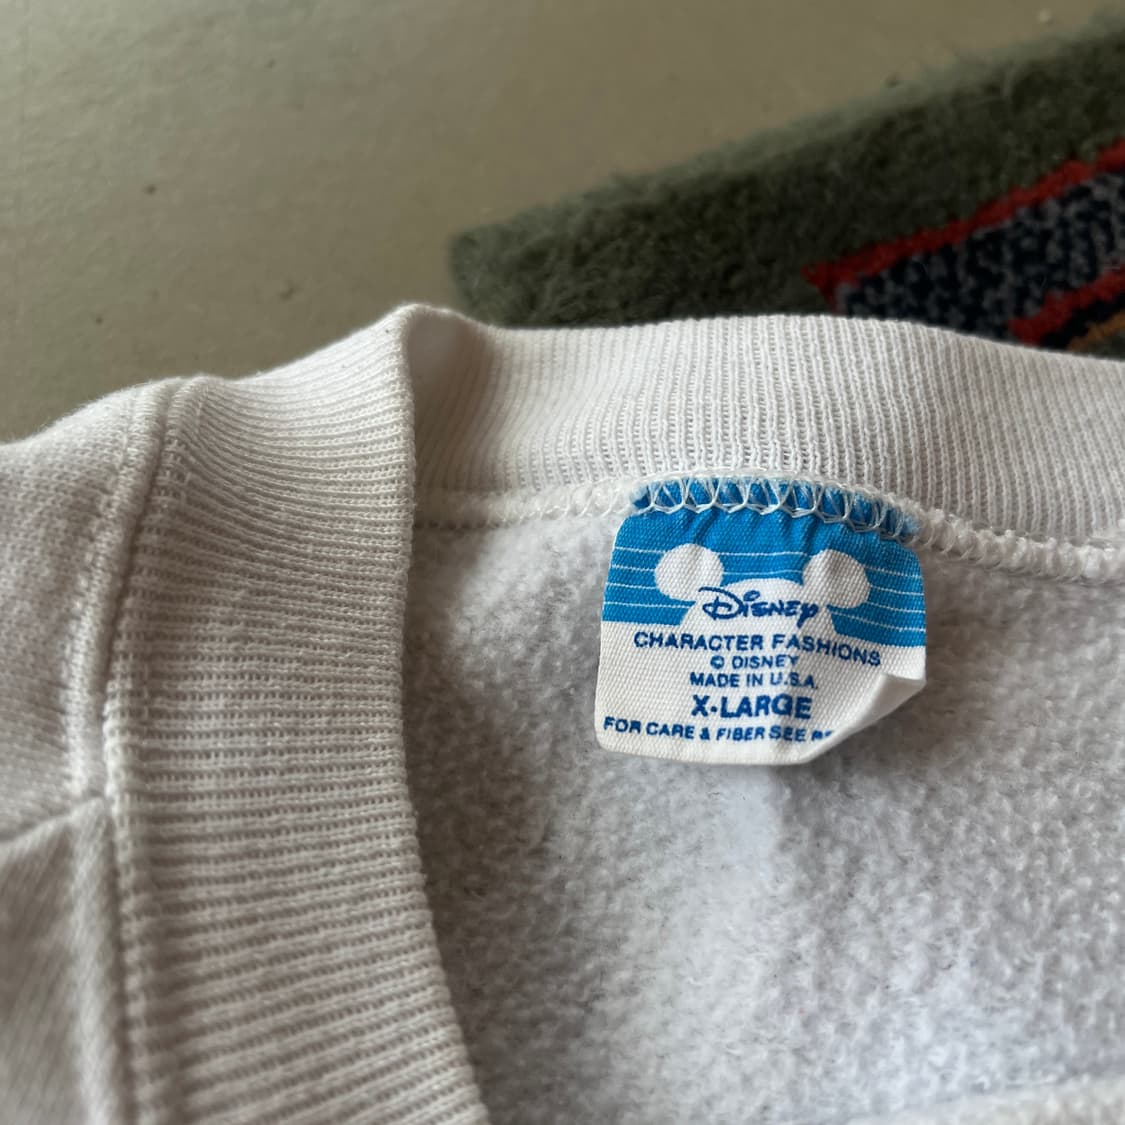 Disney
CHARACTER FASHIONS
© DISNEY
MADE IN U.S.A.
X-LARGE
FOR CARE & FIBER SEE